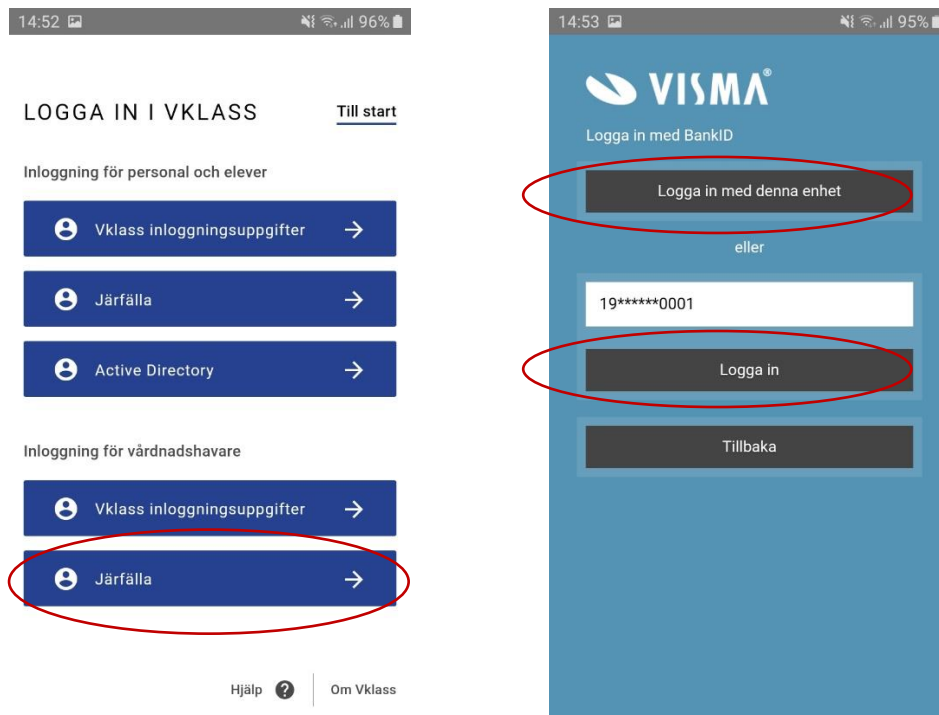 14:52 96%
LOGGA IN I VKLASS Till start
Inloggning för personal och elever
Vklass inloggningsuppgifter
Järfälla
Active Directory
Inloggning för vårdnadshavare
Vklass inloggningsuppgifter
Järfälla
Hjälp ? Om Vklass
14:53 95%
VISMA®
Logga in med BankID
Logga in med denna enhet
eller
19******0001
Logga in
Tillbaka